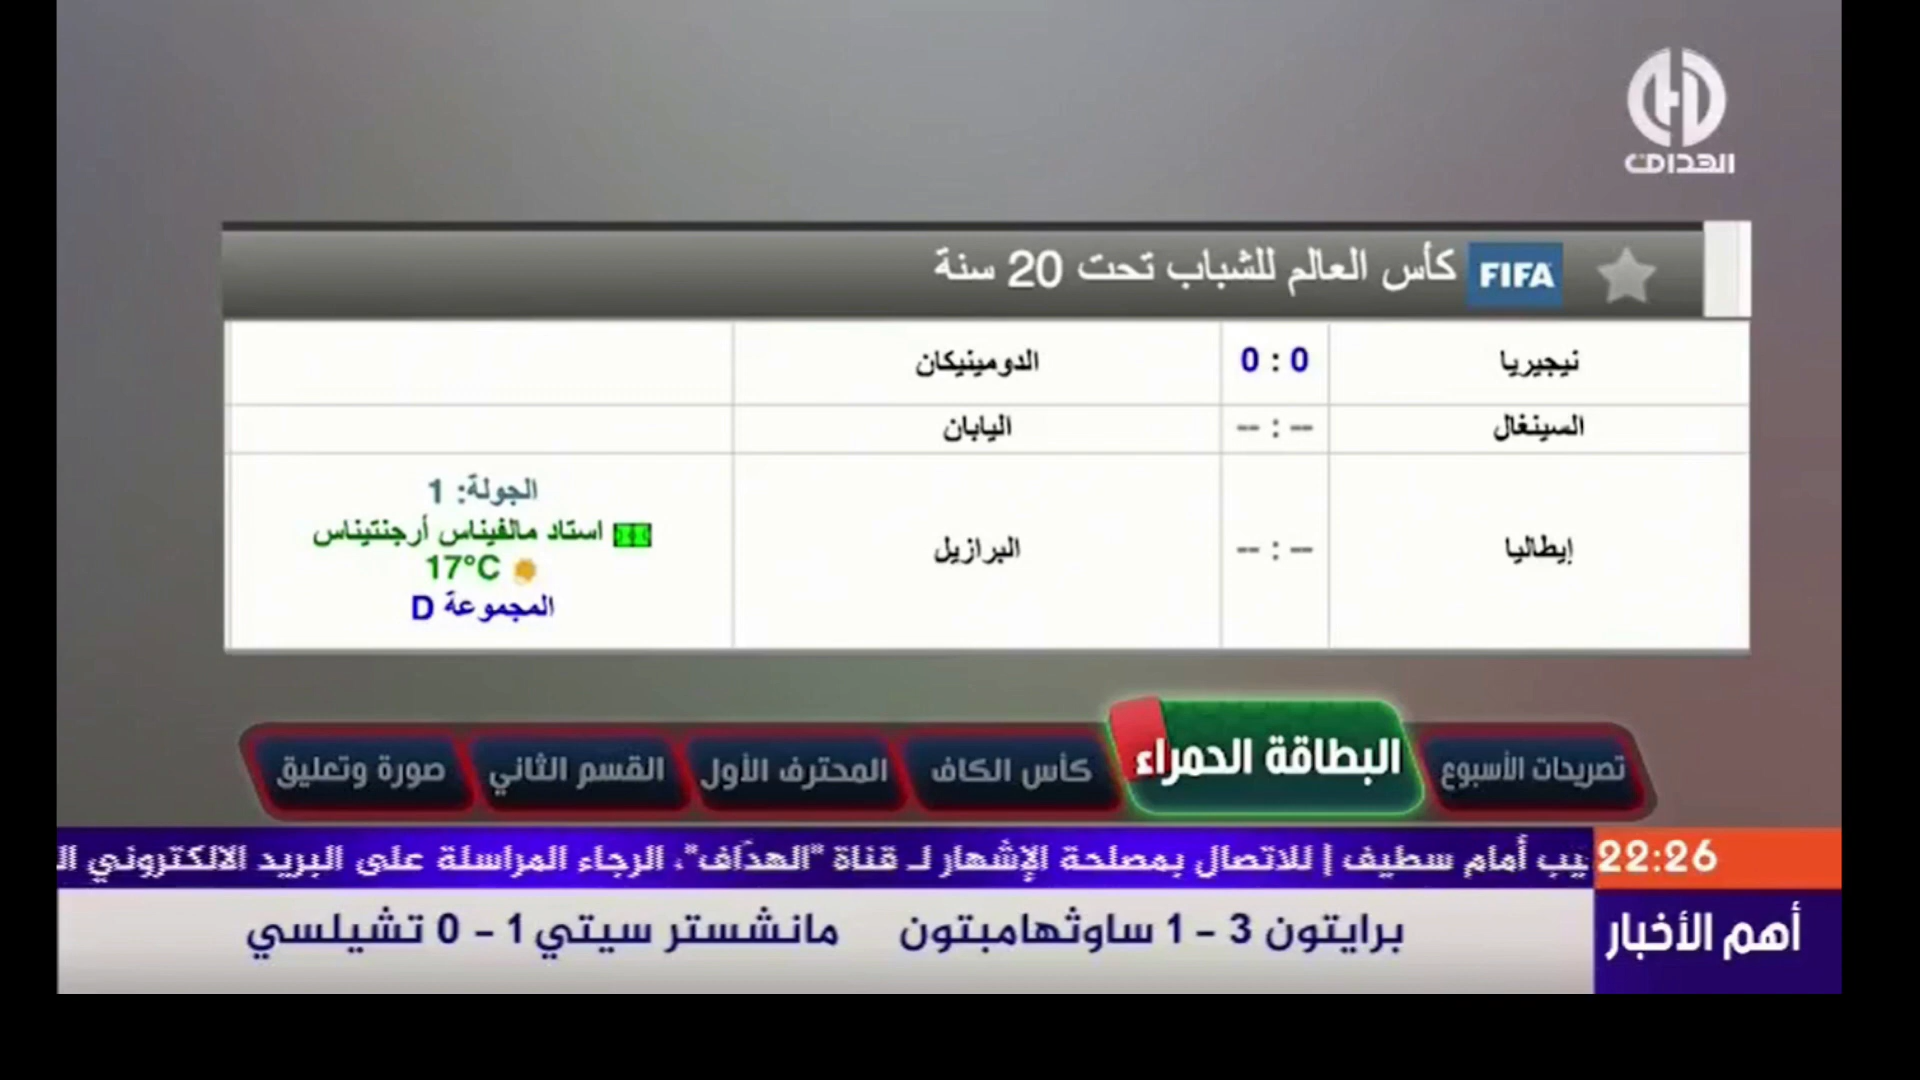 الهداف
FIFA كأس العالم للشباب تحت 20 سنة
نيجيريا 0 : 0 الدومينيكان
السينغال -- : -- اليابان
إيطاليا -- : -- البرازيل
الجولة: 1
استاد مالفيناس أرجنتيناس
17°C
المجموعة D
تصريحات الأسبوع البطاقة الحمراء كأس الكاف المحترف الأول القسم الثاني صورة وتعليق
22:26 أمام سطيف | للاتصال بمصلحة الإشهار لـ قناة "الهدّاف"، الرجاء المراسلة على البريد الالكتروني
أهم الأخبار برايتون 3 - 1 ساوثهامبتون مانشستر سيتي 1 - 0 تشيلسي